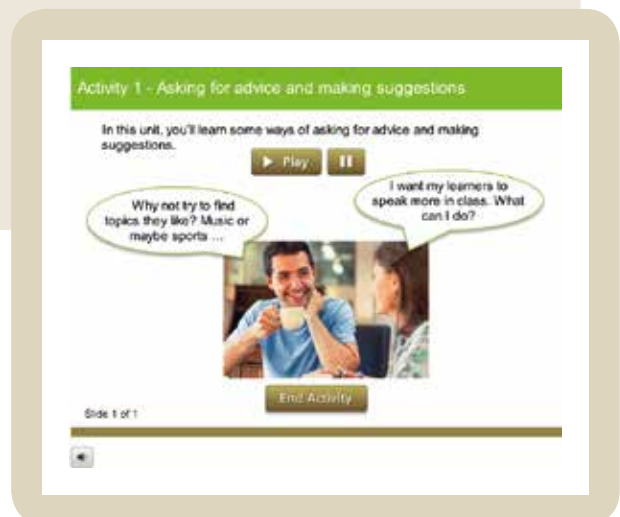 Activity 1 - Asking for advice and making suggestions
In this unit, you'll learn some ways of asking for advice and making
suggestions.
Play
Why not try to find
topics they like? Music or
maybe sports ...
I want my learners to
speak more in class. What
can I do?
End Activity
Slide 1 of 1